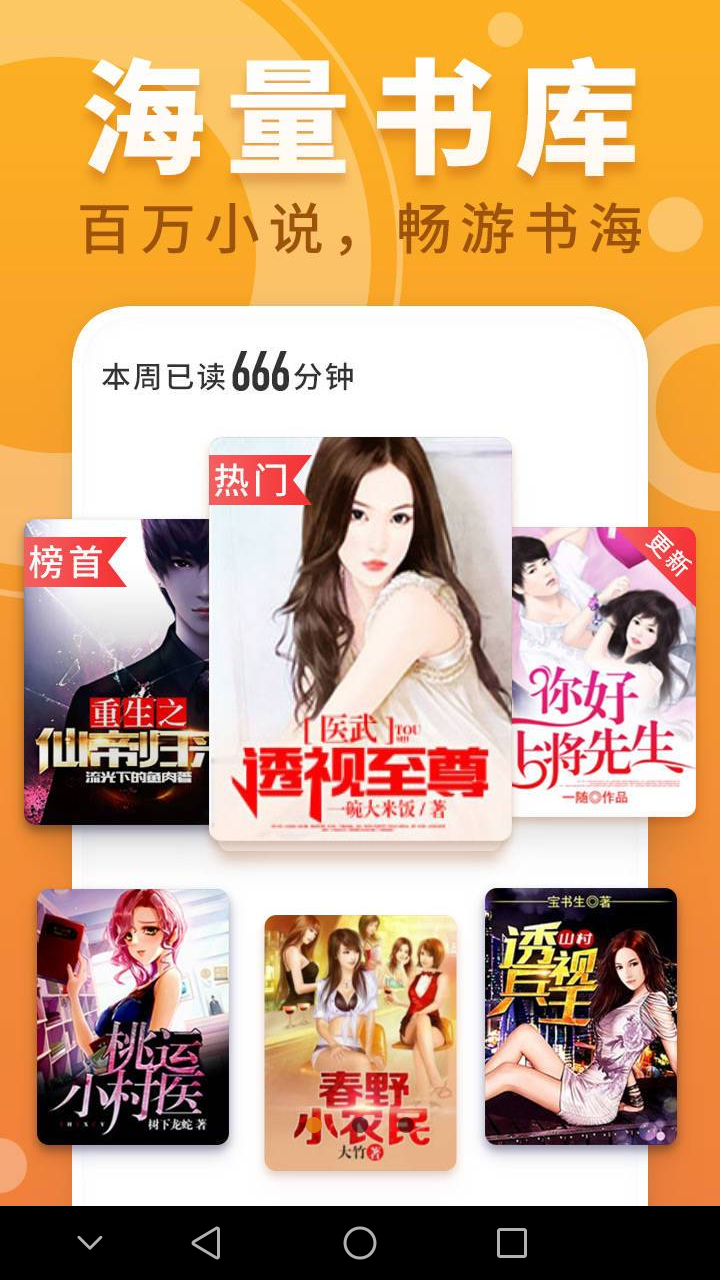 海量书库
百万小说，畅游书海
本周已读666分钟
热门
榜首
更新
重生之
仙帝归来
流光下的鱼肉著
[医武]TOU
透视至尊
一碗大米饭/著
你好
上将先生
一随◎作品
桃运
小村医
树下龙蛇 著
春野
小农民
大竹 著
宝书生◎著
山村
透视
兵王